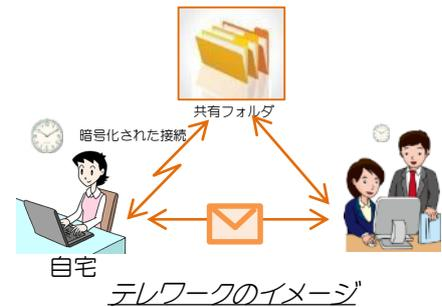 共有フォルダ
暗号化された接続
自宅
テレワークのイメージ